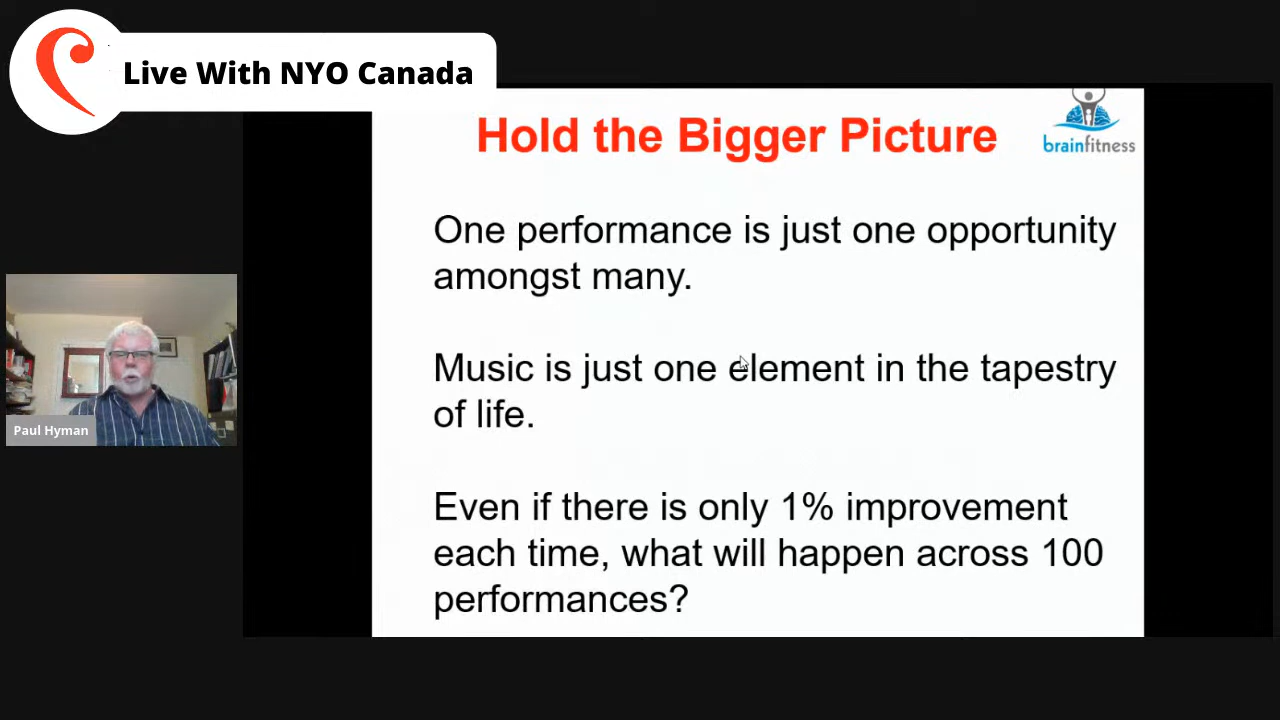 Live With NYO Canada
Hold the Bigger Picture
brainfitness
One performance is just one opportunity
amongst many.
Music is just one element in the tapestry
of life.
Even if there is only 1% improvement
each time, what will happen across 100
performances?
Paul Hyman